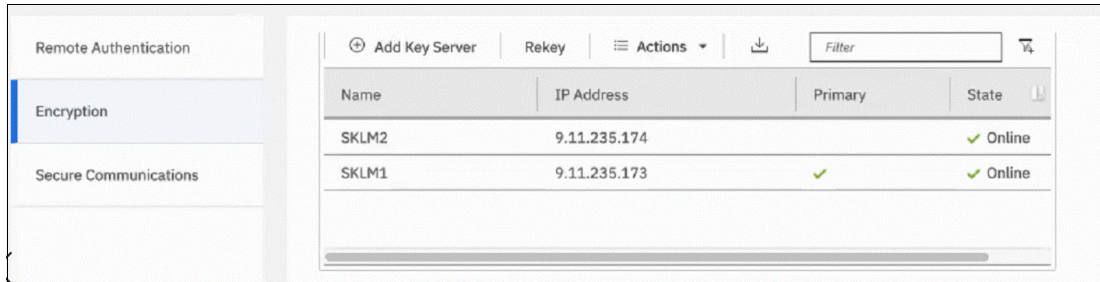 Remote Authentication
Encryption
Secure Communications
Add Key Server Rekey Actions Filter
Name IP Address Primary State
SKLM2 9.11.235.174 Online
SKLM1 9.11.235.173 Online